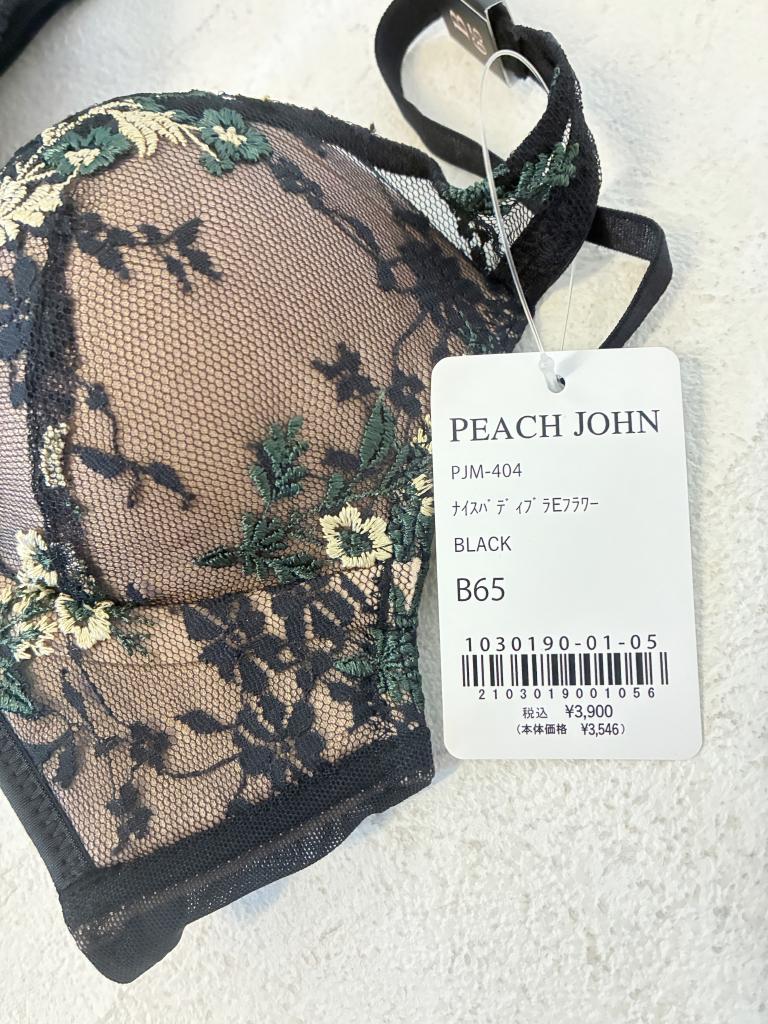 B
65
PEACH JOHN
PJM-404
ﾅｲｽﾊﾞﾃﾞｨﾌﾞﾗEﾌﾗﾜｰ
BLACK
B65
1030190-01-05
2103019001056
税込 ¥3,900
(本体価格 ¥3,546)